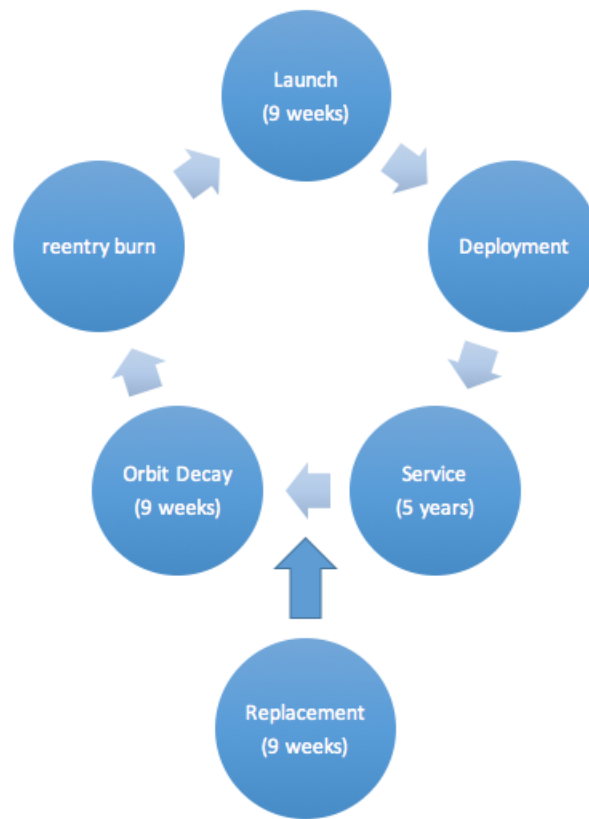 Launch
(9 weeks)
Deployment
Service
(5 years)
Replacement
(9 weeks)
Orbit Decay
(9 weeks)
reentry burn